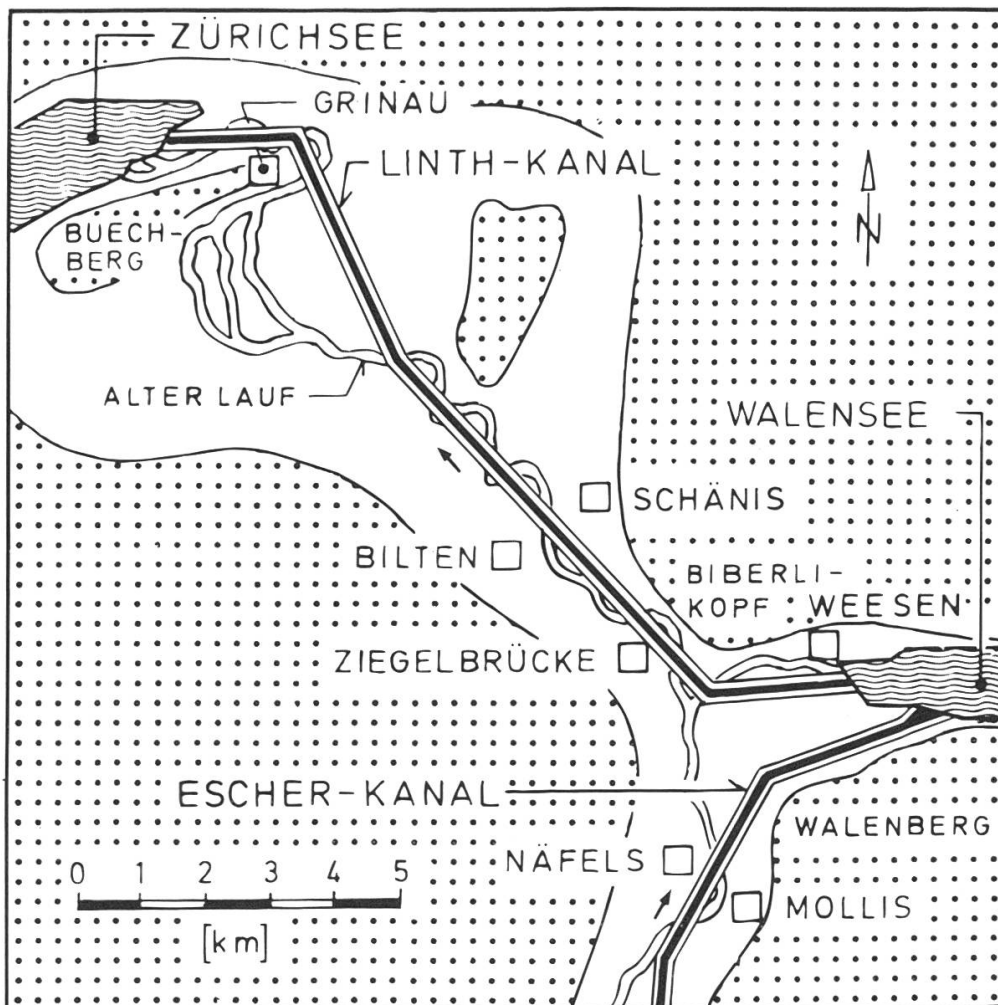 ZÜRICHSEE
GRINAU
LINTH-KANAL
N
BUECH-
BERG
ALTER LAUF
WALENSEE
SCHÄNIS
BILTEN
BIBERLI-
KOPF
WEESEN
ZIEGELBRÜCKE
ESCHER-KANAL
WALENBERG
NÄFELS
MOLLIS
0 1 2 3 4 5
[km]